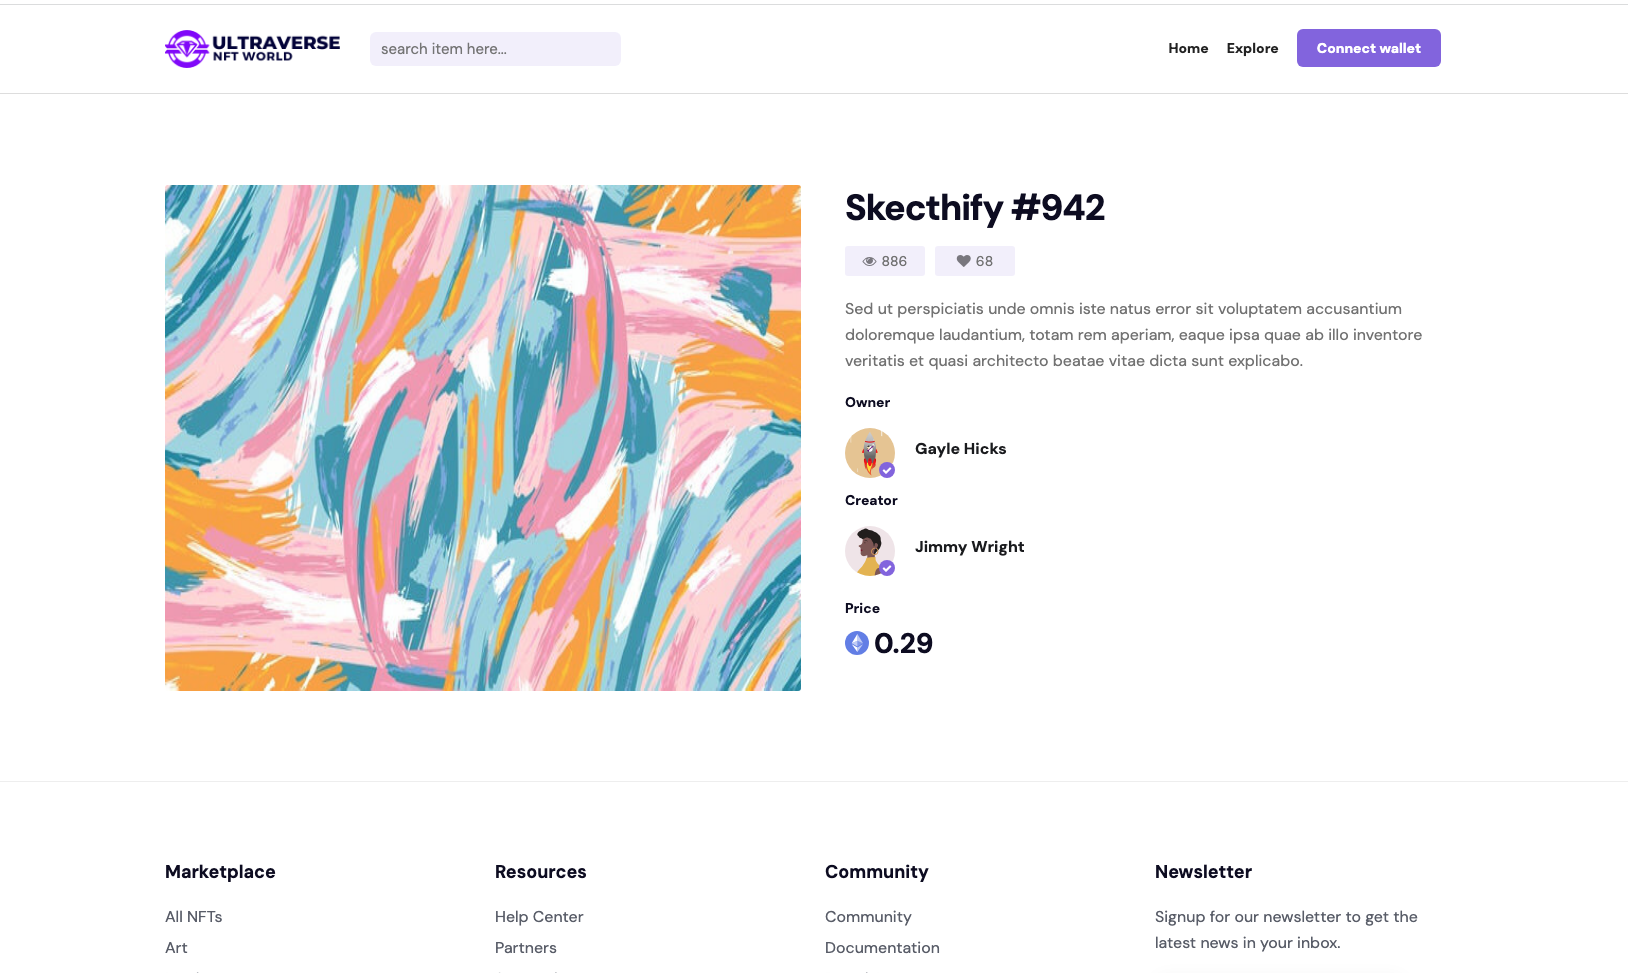 ULTRAVERSE
NFT WORLD
search item here...
Home
Explore
Connect wallet
Skecthify #942
886
68
Sed ut perspiciatis unde omnis iste natus error sit voluptatem accusantium
doloremque laudantium, totam rem aperiam, eaque ipsa quae ab illo inventore
veritatis et quasi architecto beatae vitae dicta sunt explicabo.
Owner
Gayle Hicks
Creator
Jimmy Wright
Price
0.29
Marketplace
All NFTs
Art
Resources
Help Center
Partners
Community
Community
Documentation
Newsletter
Signup for our newsletter to get the
latest news in your inbox.